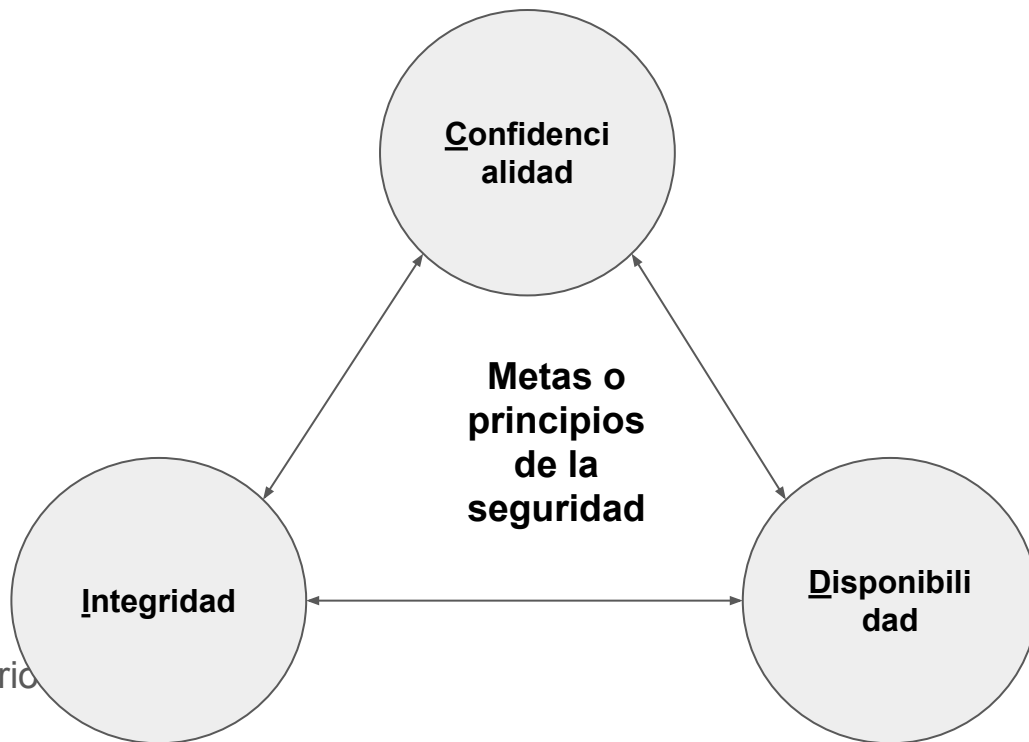 Confidenci
alidad
Metas o
principios
de la
seguridad
Integridad
Disponibili
dad